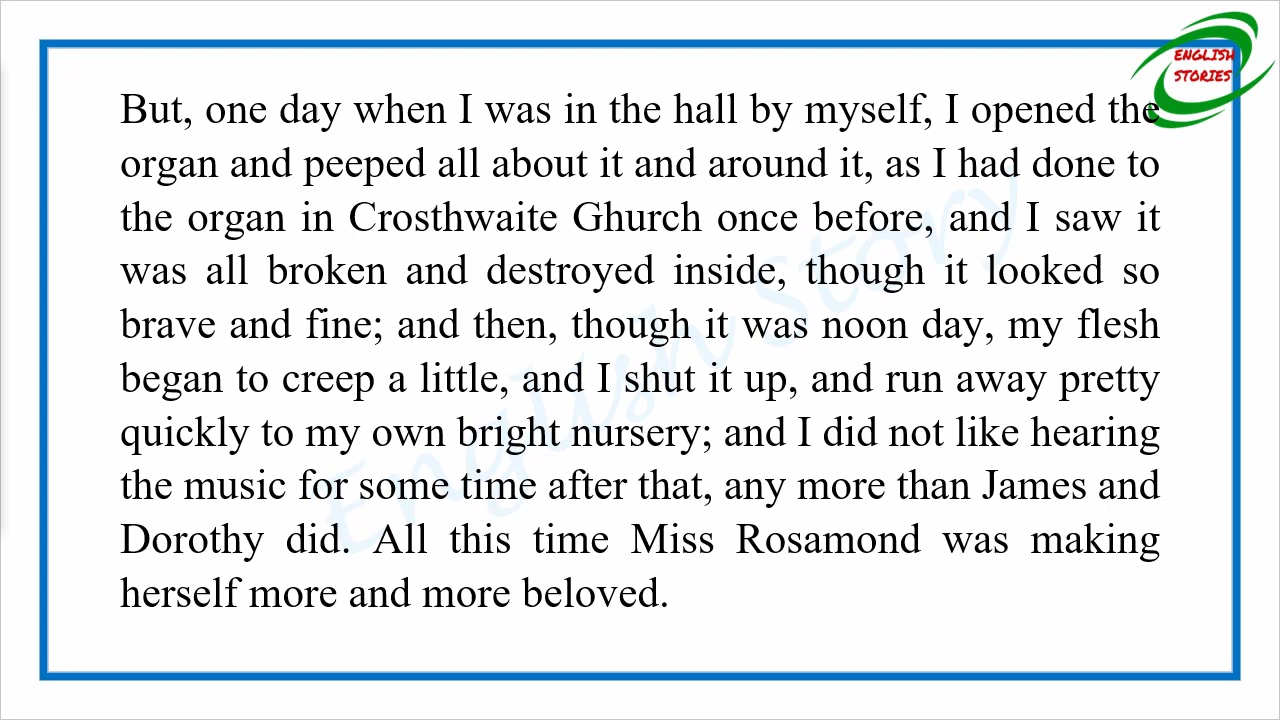 ENGLISH
STORIES
But, one day when I was in the hall by myself, I opened the
organ and peeped all about it and around it, as I had done to
the organ in Crosthwaite Ghurch once before, and I saw it
was all broken and destroyed inside, though it looked so
brave and fine; and then, though it was noon day, my flesh
began to creep a little, and I shut it up, and run away pretty
quickly to my own bright nursery; and I did not like hearing
the music for some time after that, any more than James and
Dorothy did. All this time Miss Rosamond was making
herself more and more beloved.
English Story